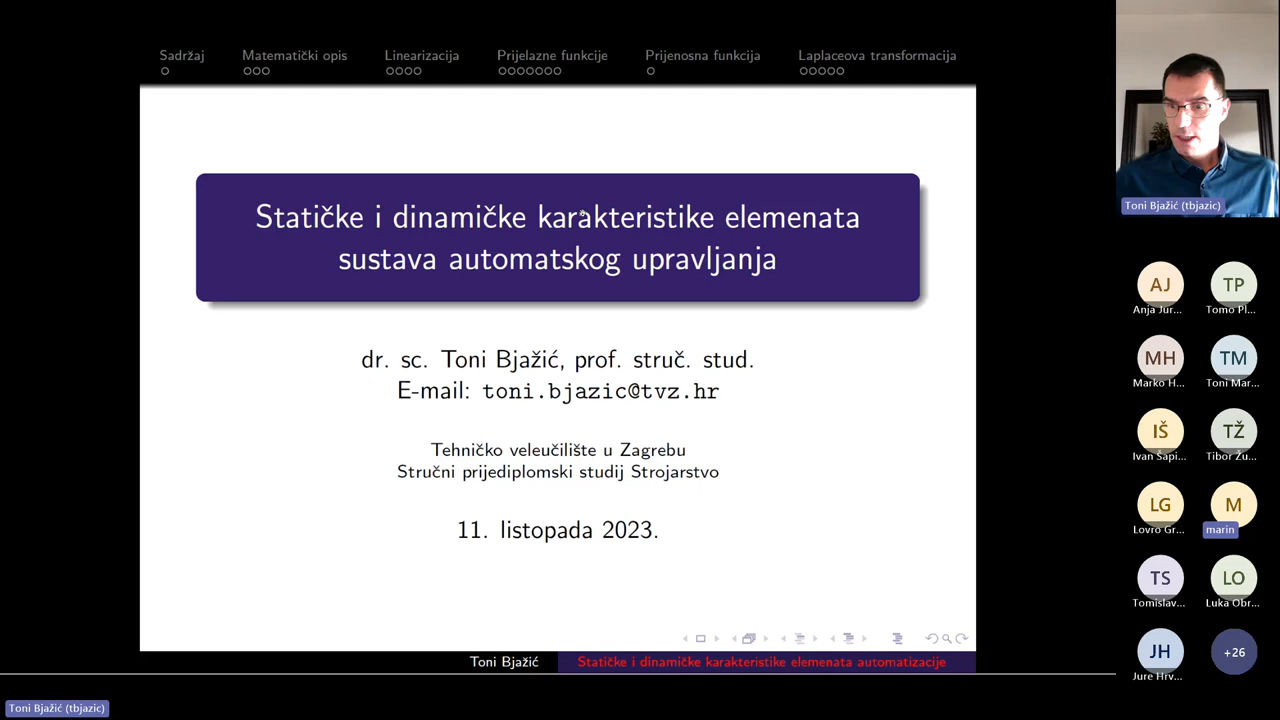 Sadržaj
Matematički opis
Linearizacija
Prijelazne funkcije
Prijenosna funkcija
Laplaceova transformacija
Statičke i dinamičke karakteristike elemenata
sustava automatskog upravljanja
dr. sc. Toni Bjažić, prof. struč. stud.
E-mail: toni.bjazic@tvz.hr
Tehničko veleučilište u Zagrebu
Stručni prijediplomski studij Strojarstvo
11. listopada 2023.
Toni Bjažić
Statičke i dinamičke karakteristike elemenata automatizacije
Toni Bjažić (tbjazic)
Toni Bjažić (tbjazic)
AJ
Anja Jur...
TP
Tomo Pl...
MH
Marko H...
TM
Toni Mar...
IŠ
Ivan Šapi...
TŽ
Tibor Žu...
LG
Lovro Gr...
M
marin
TS
Tomislav...
LO
Luka Obr...
JH
Jure Hrv...
+26